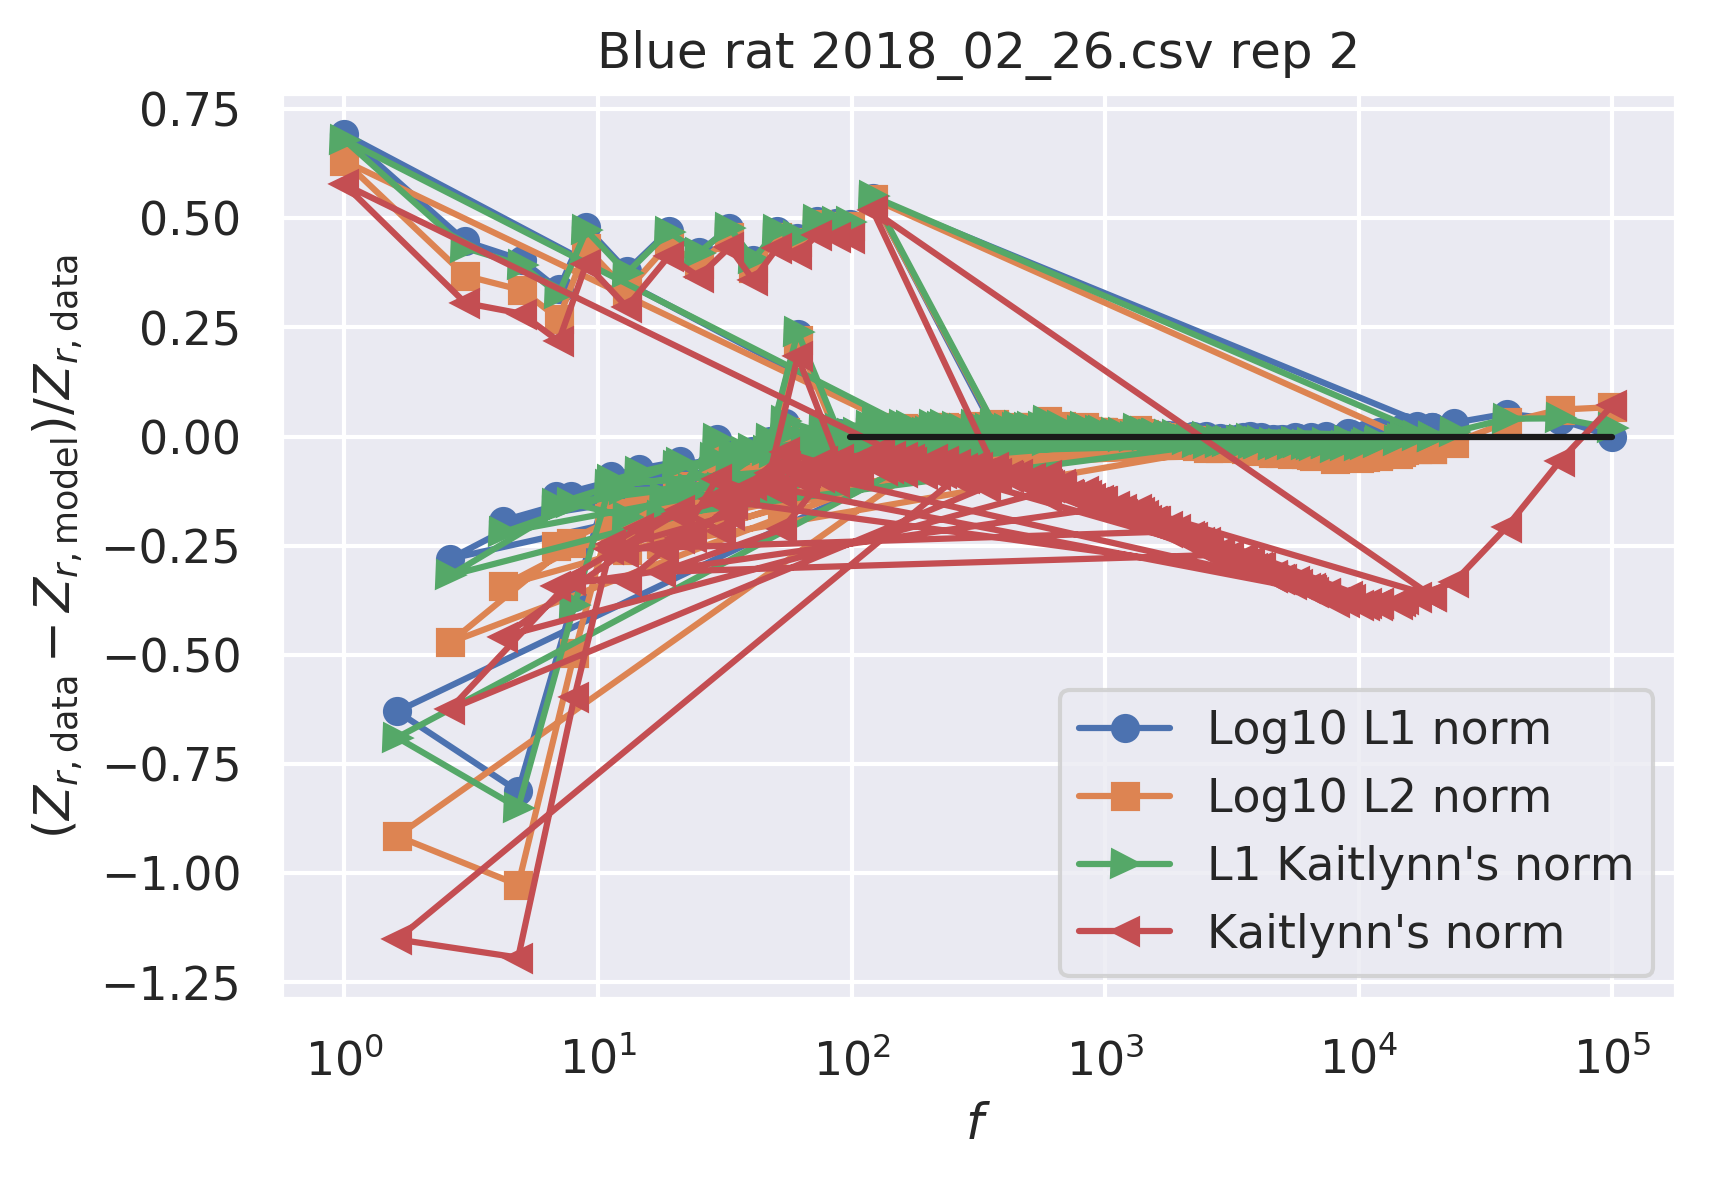 Blue rat 2018_02_26.csv rep 2
0.75
0.50
0.25
0.00
−0.25
−0.50
−0.75
−1.00
−1.25
(Z_{r, data} − Z_{r, model})/Z_{r, data}
Log10 L1 norm
Log10 L2 norm
L1 Kaitlynn's norm
Kaitlynn's norm
10^0 10^1 10^2 10^3 10^4 10^5
f